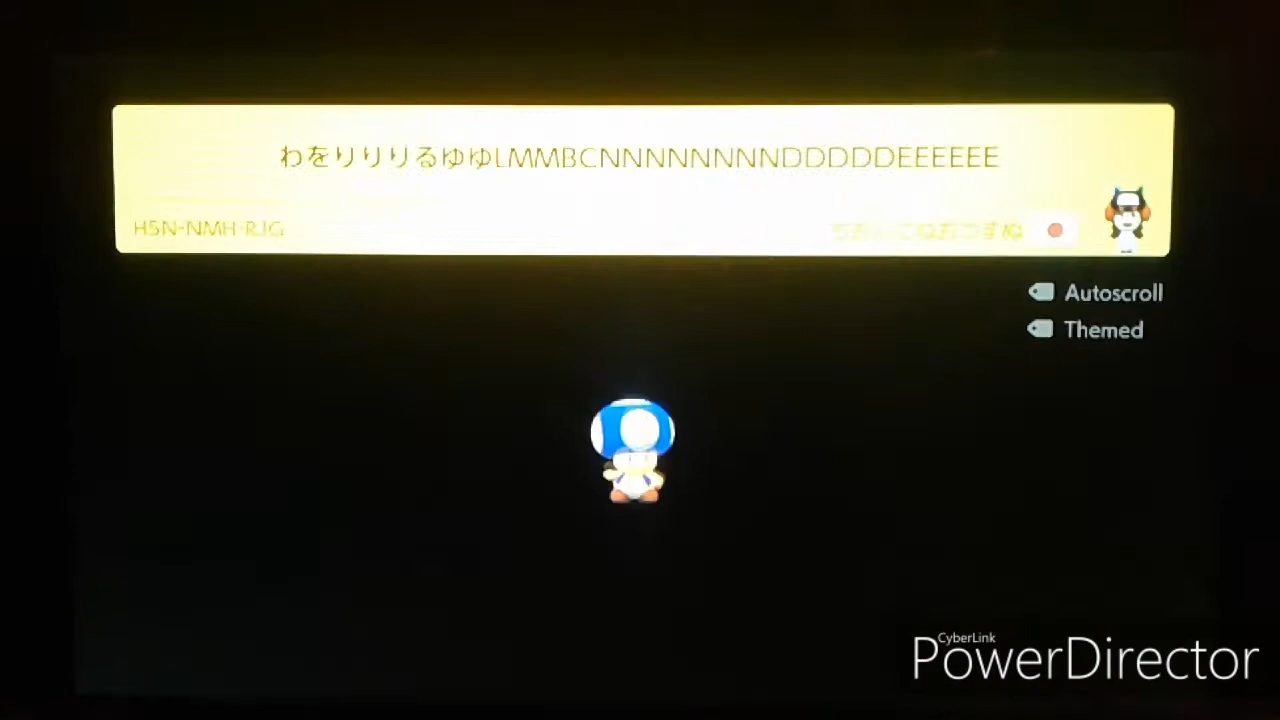 わをりりりるゆゆLMMBCNNNNNNNNDDDDDEEEEEE
H5N-NMH-RJG
Autoscroll
Themed
CyberLink
PowerDirector